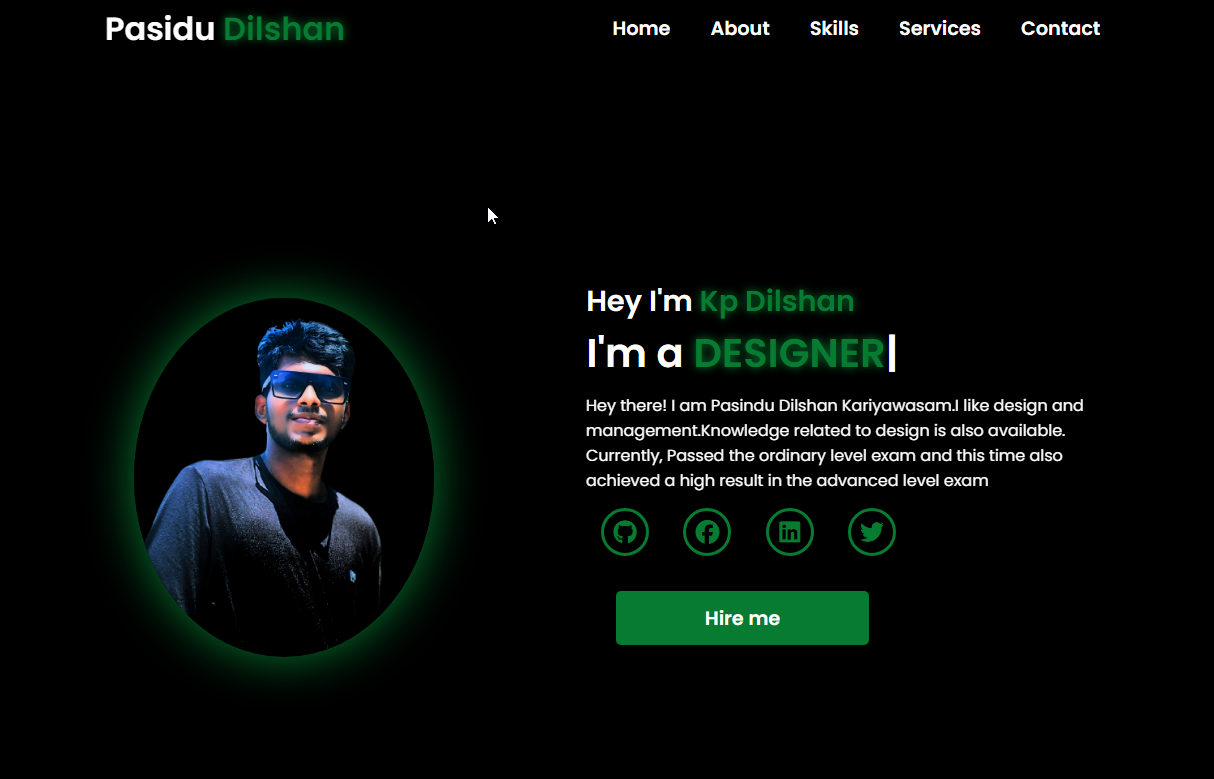 Pasidu Dilshan
Home About Skills Services Contact
Hey I'm Kp Dilshan
I'm a DESIGNER|
Hey there! I am Pasindu Dilshan Kariyawasam.I like design and
management.Knowledge related to design is also available.
Currently, Passed the ordinary level exam and this time also
achieved a high result in the advanced level exam
Hire me